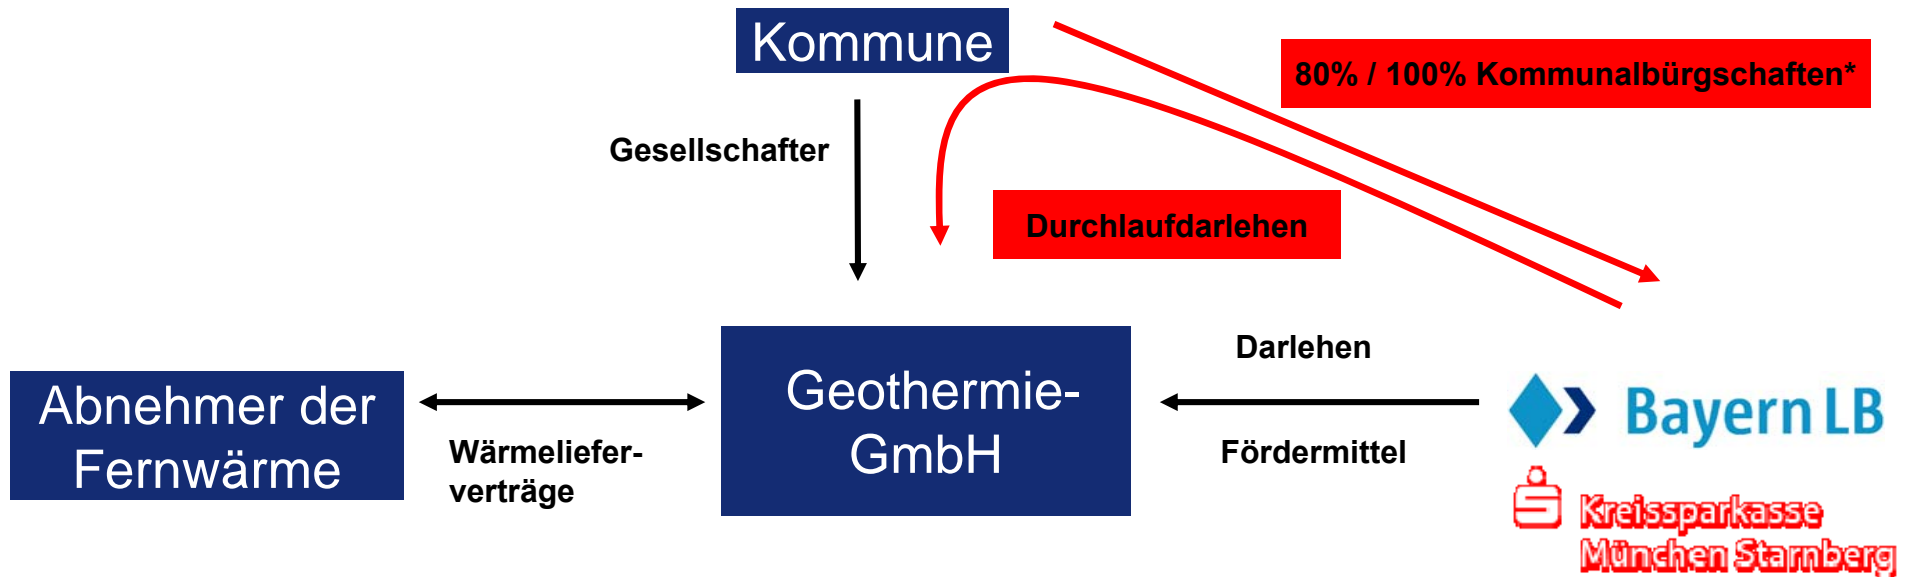 Kommune
80% / 100% Kommunalbürgschaften*
Gesellschafter
Durchlaufdarlehen
Abnehmer der
Fernwärme
Wärmeliefer-
verträge
Geothermie-
GmbH
Darlehen
Fördermittel
Bayern LB
Kreissparkasse
München Starnberg